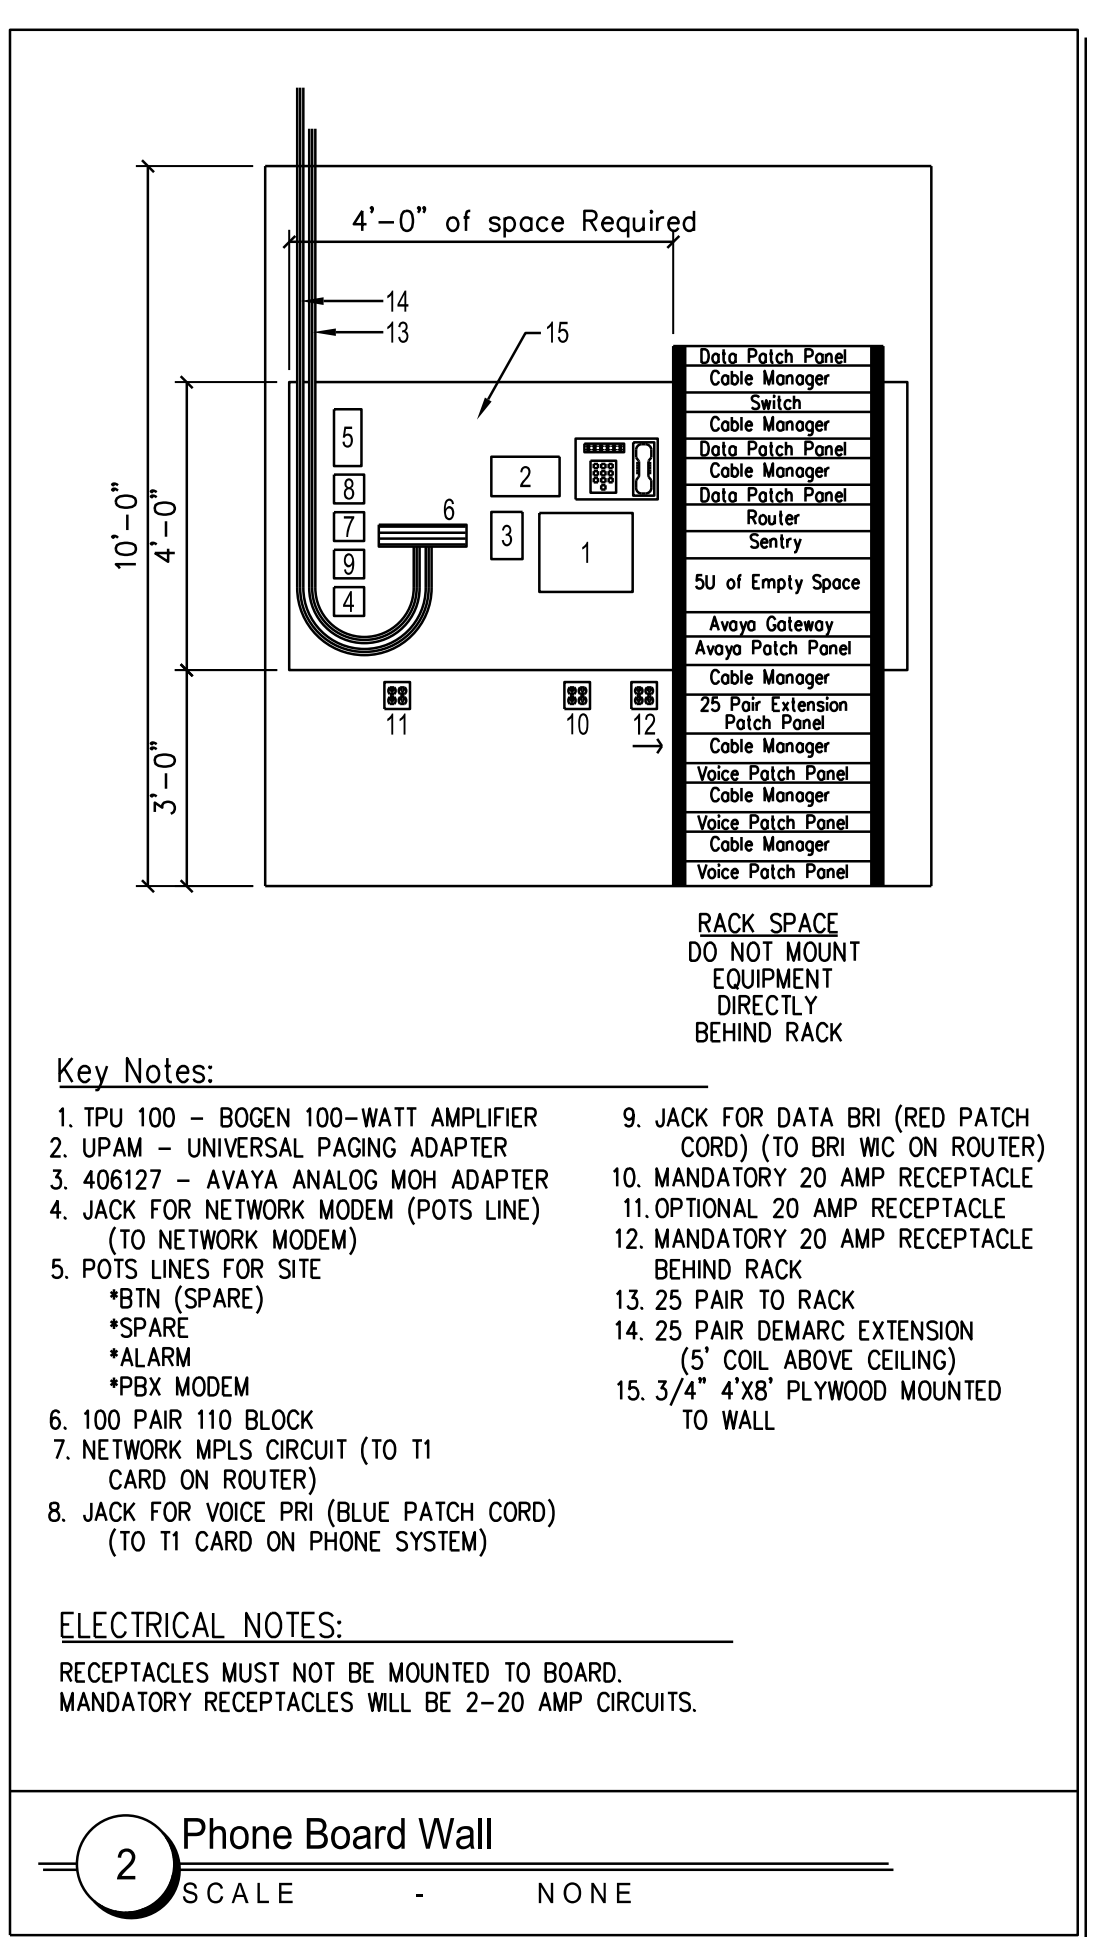 4'-0" of space Required
14
13
15
10'-0"
4'-0"
3'-0"
5
8
7
9
4
6
2
3
1
11
10
12
Data Patch Panel
Cable Manager
Switch
Cable Manager
Data Patch Panel
Cable Manager
Data Patch Panel
Router
Sentry
5U of Empty Space
Avaya Gateway
Avaya Patch Panel
Cable Manager
25 Pair Extension
Patch Panel
Cable Manager
Voice Patch Panel
Cable Manager
Voice Patch Panel
Cable Manager
Voice Patch Panel
RACK SPACE
DO NOT MOUNT
EQUIPMENT
DIRECTLY
BEHIND RACK
Key Notes:
1. TPU 100 - BOGEN 100-WATT AMPLIFIER
2. UPAM - UNIVERSAL PAGING ADAPTER
3. 406127 - AVAYA ANALOG MOH ADAPTER
4. JACK FOR NETWORK MODEM (POTS LINE)
(TO NETWORK MODEM)
5. POTS LINES FOR SITE
*BTN (SPARE)
*SPARE
*ALARM
*PBX MODEM
6. 100 PAIR 110 BLOCK
7. NETWORK MPLS CIRCUIT (TO T1
CARD ON ROUTER)
8. JACK FOR VOICE PRI (BLUE PATCH CORD)
(TO T1 CARD ON PHONE SYSTEM)
9. JACK FOR DATA BRI (RED PATCH
CORD) (TO BRI WIC ON ROUTER)
10. MANDATORY 20 AMP RECEPTACLE
11. OPTIONAL 20 AMP RECEPTACLE
12. MANDATORY 20 AMP RECEPTACLE
BEHIND RACK
13. 25 PAIR TO RACK
14. 25 PAIR DEMARC EXTENSION
(5' COIL ABOVE CEILING)
15. 3/4" 4'X8' PLYWOOD MOUNTED
TO WALL
ELECTRICAL NOTES:
RECEPTACLES MUST NOT BE MOUNTED TO BOARD.
MANDATORY RECEPTACLES WILL BE 2-20 AMP CIRCUITS.
2
Phone Board Wall
SCALE - NONE